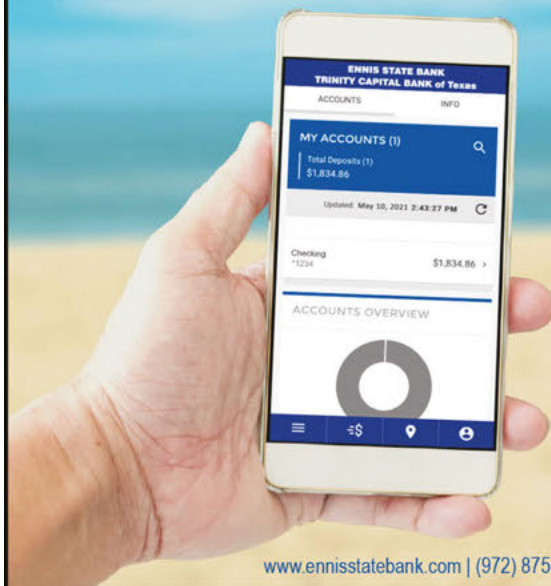 ENNIS STATE BANK
TRINITY CAPITAL BANK of Texas
ACCOUNTS INFO
MY ACCOUNTS (1)
Total Deposits (1)
$1,834.86
Updated: May 10, 2021 2:43:27 PM
Checking
*1234
$1,834.86 >
ACCOUNTS OVERVIEW
www.ennisstatebank.com | (972) 875